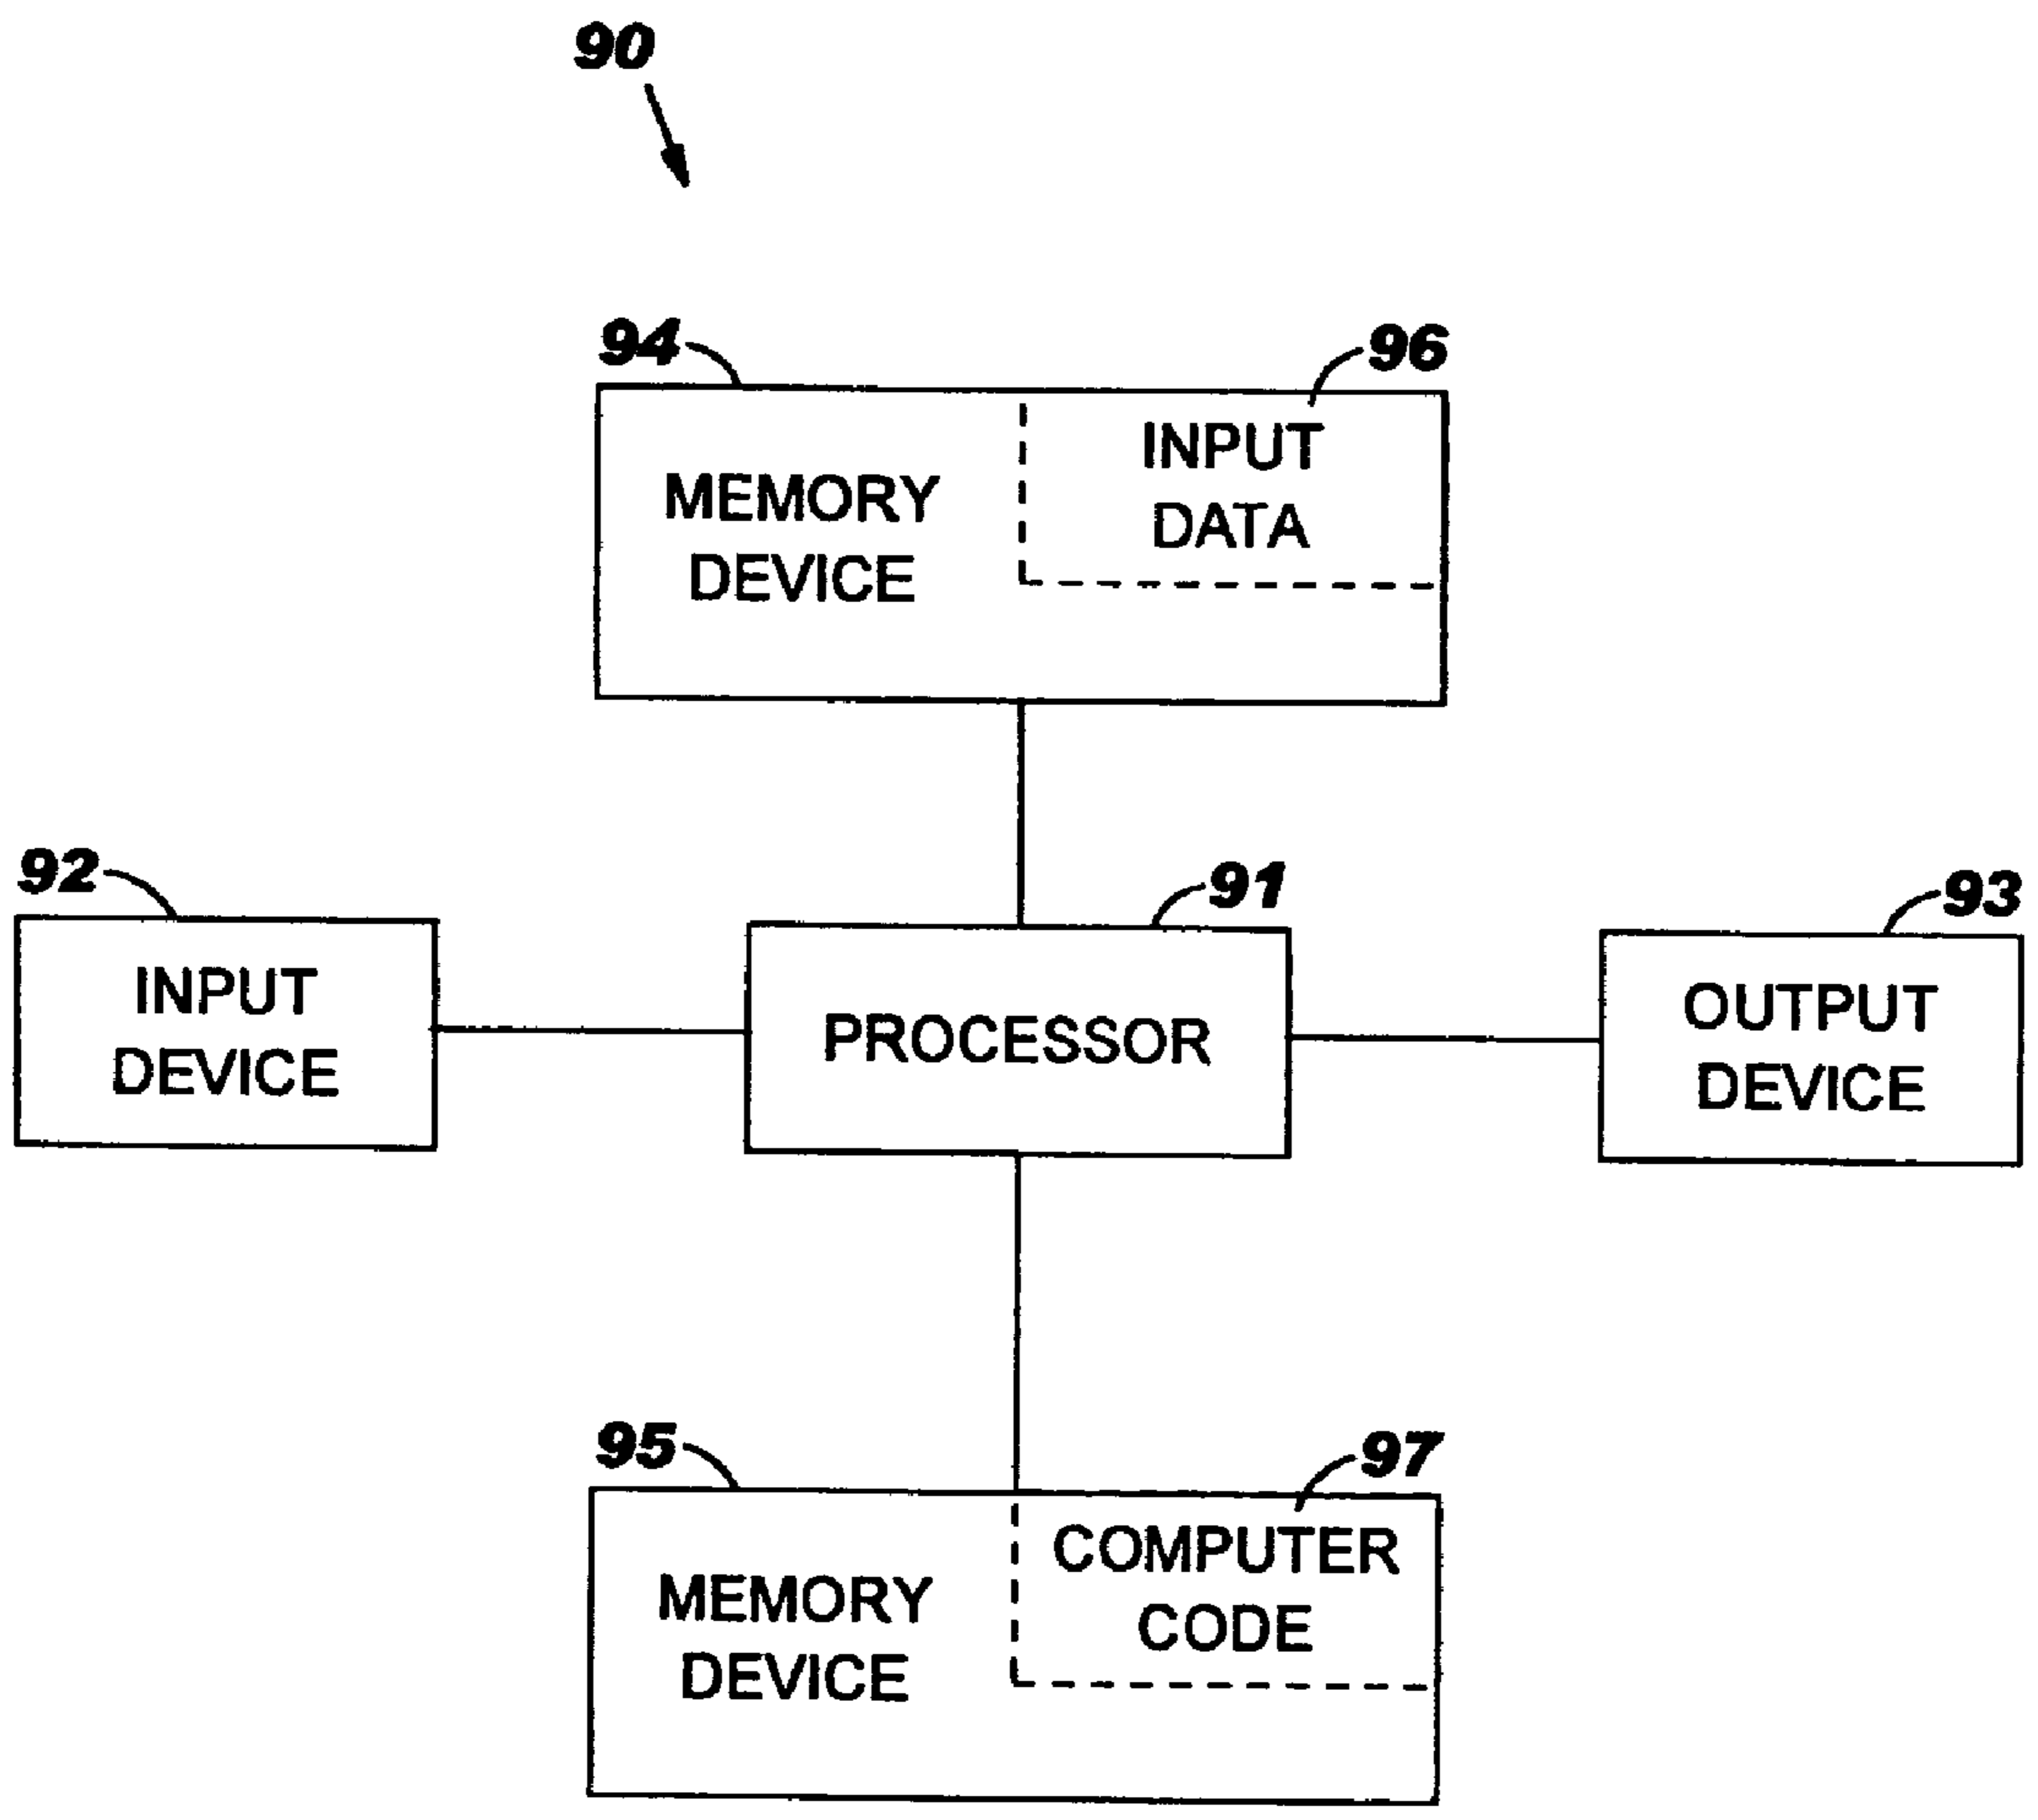 90
94
96
MEMORY
DEVICE
INPUT
DATA
92
91
93
INPUT
DEVICE
PROCESSOR
OUTPUT
DEVICE
95
97
MEMORY
DEVICE
COMPUTER
CODE